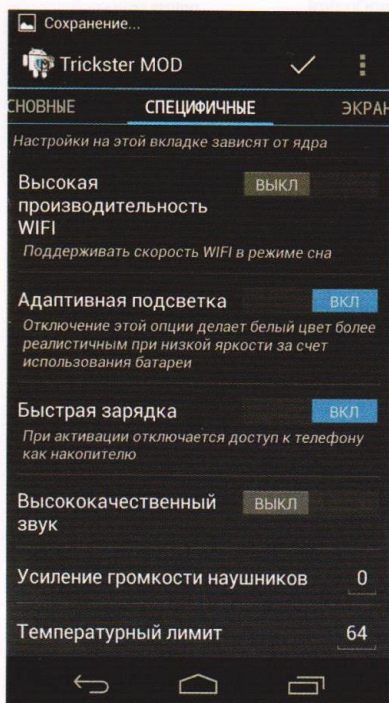 Сохранение...
Trickster MOD
СНОВНЫЕ
СПЕЦИФИЧНЫЕ
ЭКРАН
Настройки на этой вкладке зависят от ядра
Высокая
производительность
WIFI
ВЫКЛ
Поддерживать скорость WIFI в режиме сна
Адаптивная подсветка
ВКЛ
Отключение этой опции делает белый цвет более
реалистичным при низкой яркости за счет
использования батареи
Быстрая зарядка
ВКЛ
При активации отключается доступ к телефону
как накопителю
Высококачественный
звук
ВЫКЛ
Усиление громкости наушников
0
Температурный лимит
64